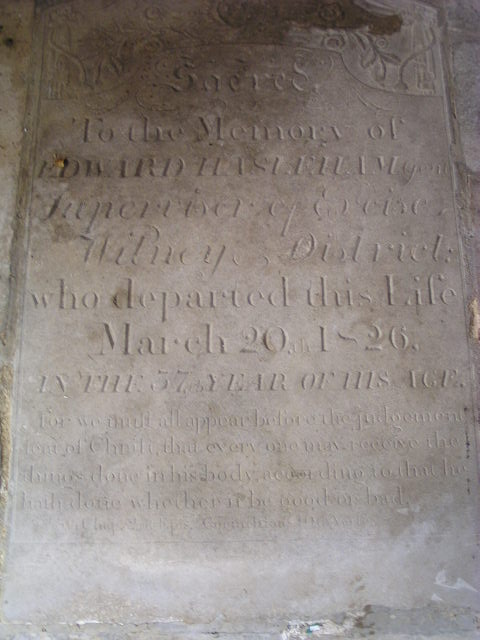 Sacred
To the Memory of
EDWARD HASLEHAM, Gent.
Supervisor of Excise,
Witney District;
who departed this Life
March 20, 1826,
IN THE 57th YEAR OF HIS AGE.
For we must all appear before the judgement
seat of Christ, that every one may receive the
things done in his body, according to that he
hath done whether it be good or bad.
Corinthians